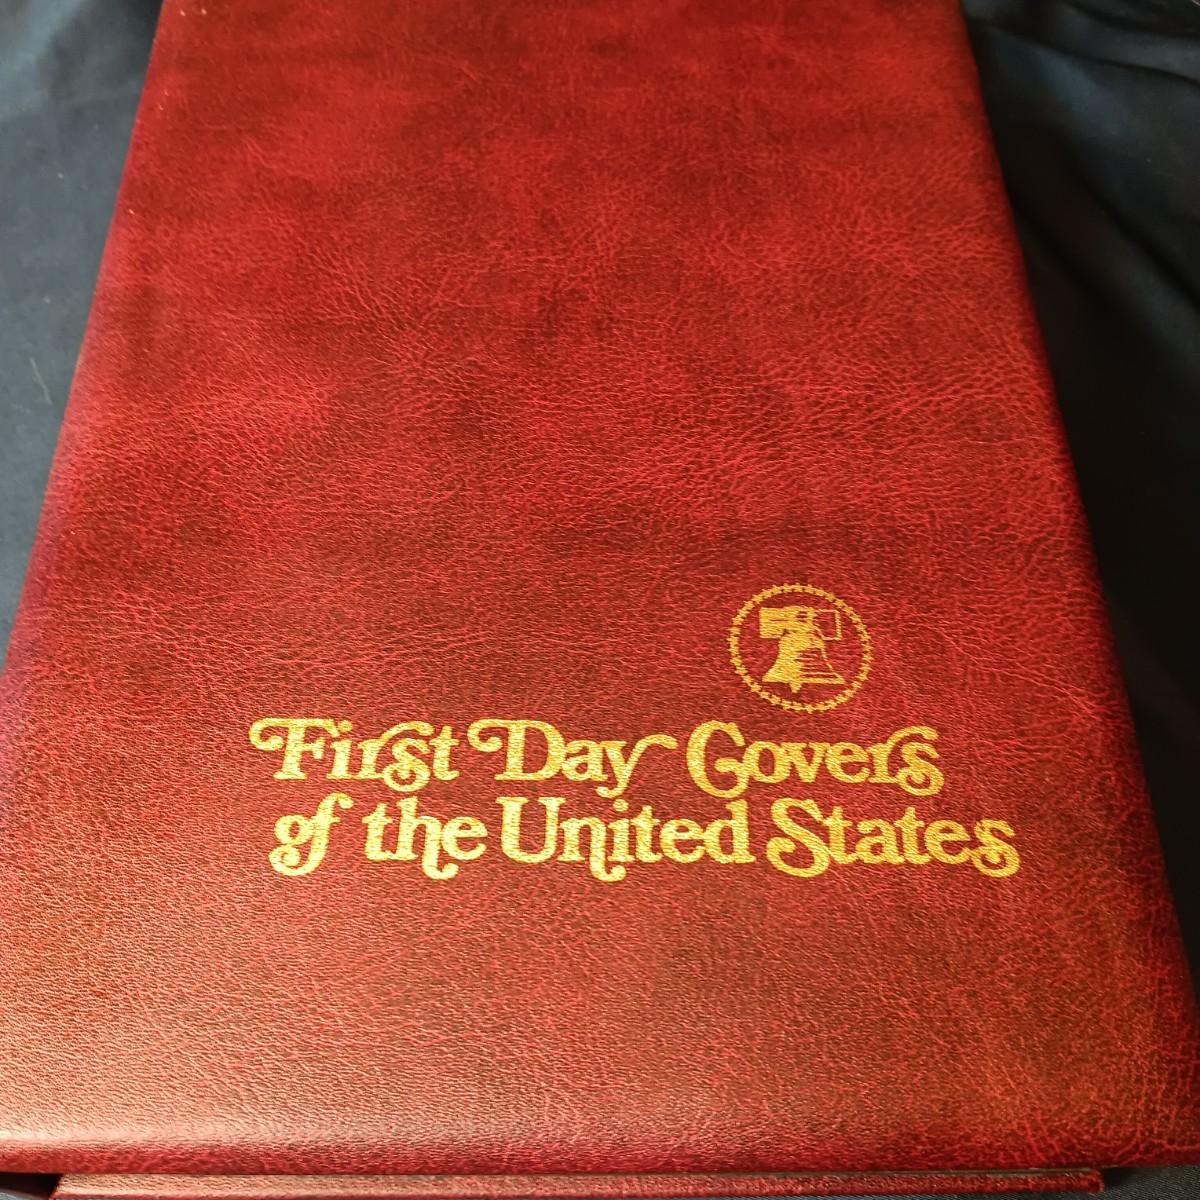 First Day Covers
of the United States